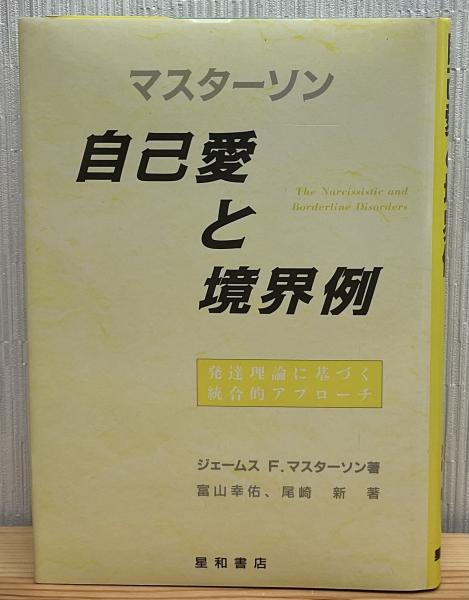 マスターソン
自己愛
と
境界例
The Narcissistic and
Borderline Disorders
発達理論に基づく
統合的アプローチ
ジェームス F.マスターソン著
富山幸佑、尾崎 新 著
星和書店